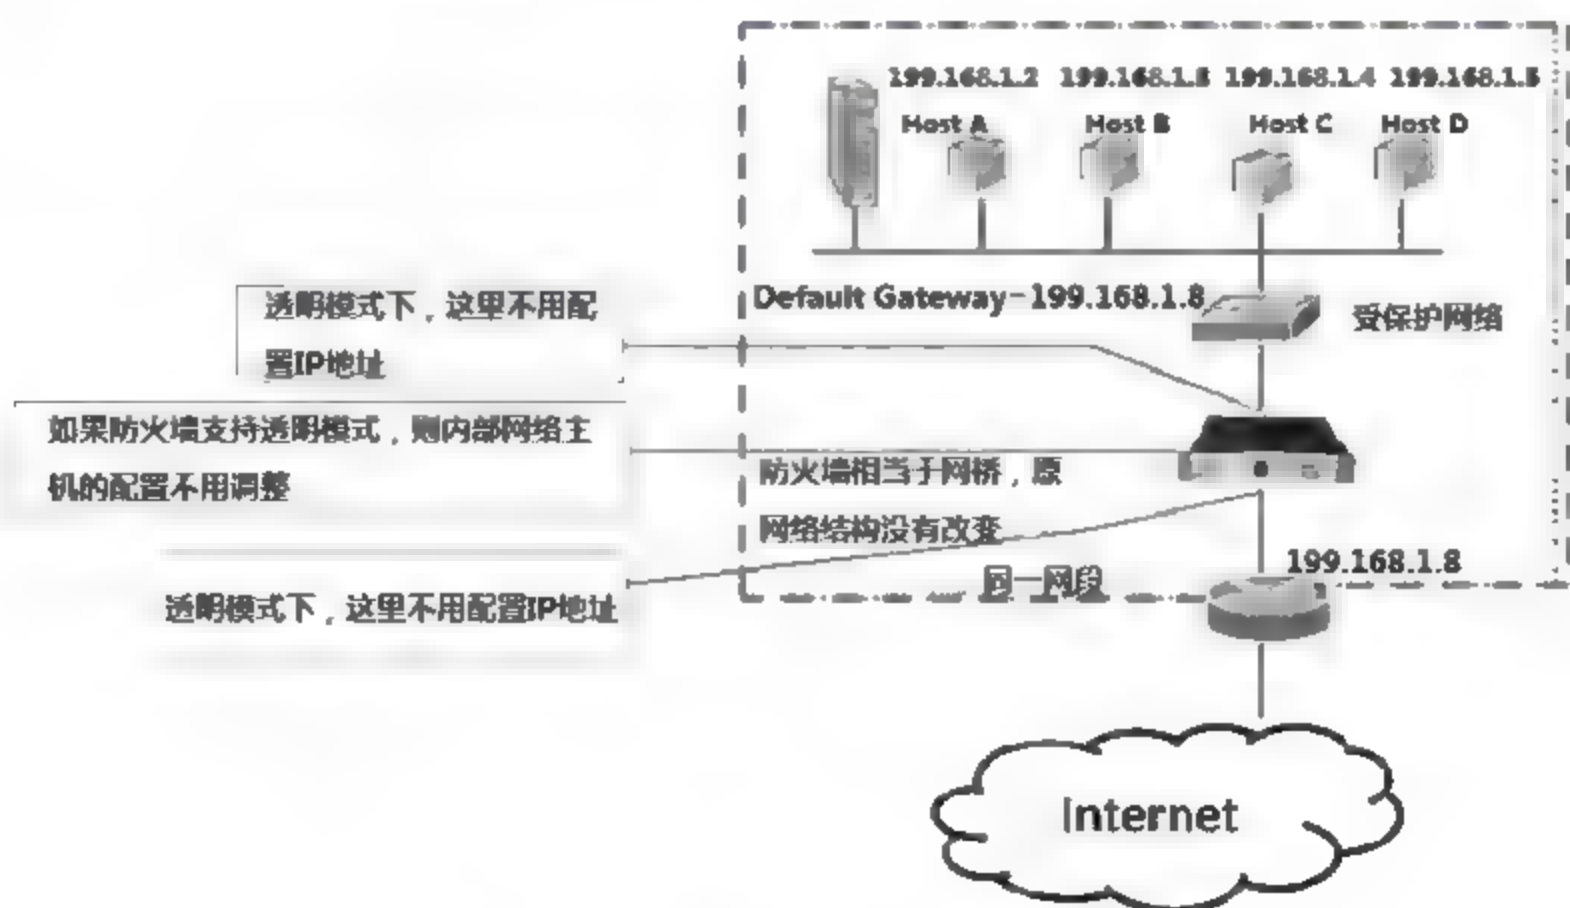 199.168.1.2 199.168.1.3 199.168.1.4 199.168.1.5
Host A Host B Host C Host D
Default Gateway-199.168.1.8
受保护网络
透明模式下，这里不用配
置IP地址
如果防火墙支持透明模式，则内部网络主
机的配置不用调整
防火墙相当于网桥，原
网络结构没有改变
199.168.1.8
同一网段
透明模式下，这里不用配置IP地址
Internet